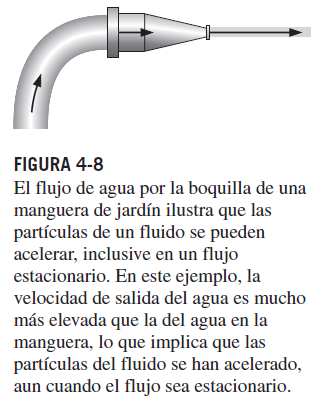 FIGURA 4-8
El flujo de agua por la boquilla de una
manguera de jardín ilustra que las
partículas de un fluido se pueden
acelerar, inclusive en un flujo
estacionario. En este ejemplo, la
velocidad de salida del agua es mucho
más elevada que la del agua en la
manguera, lo que implica que las
partículas del fluido se han acelerado,
aun cuando el flujo sea estacionario.